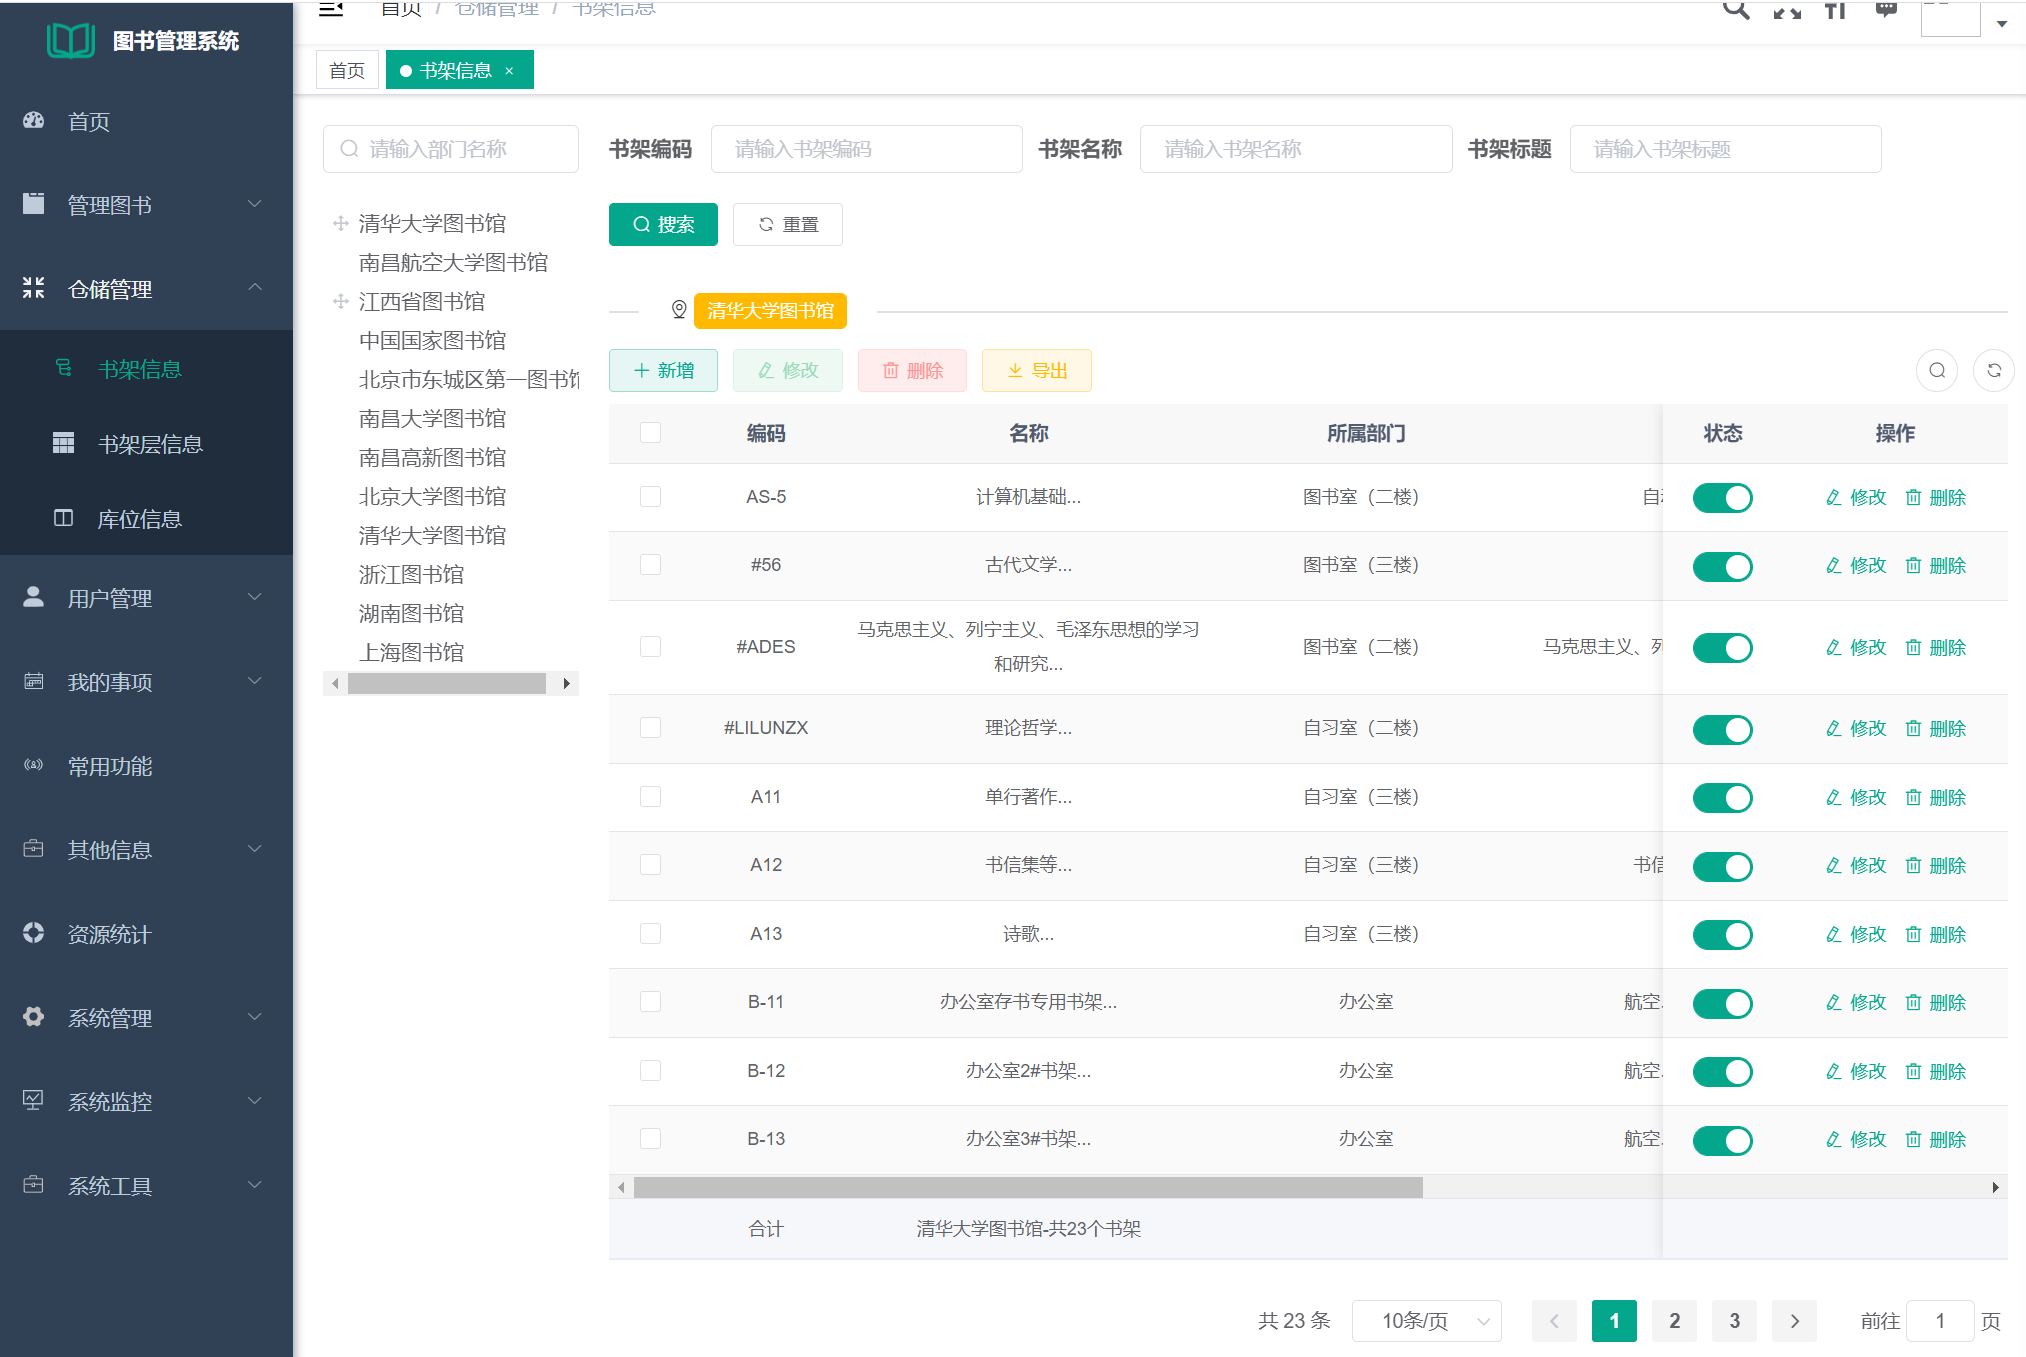 首页 / 仓储管理 / 书架信息
图书管理系统
首页
书架信息 ×
首页
管理图书
仓储管理
书架信息
书架层信息
库位信息
用户管理
我的事项
常用功能
其他信息
资源统计
系统管理
系统监控
系统工具
请输入部门名称
清华大学图书馆
南昌航空大学图书馆
江西省图书馆
中国国家图书馆
北京市东城区第一图书馆
南昌大学图书馆
南昌高新图书馆
北京大学图书馆
清华大学图书馆
浙江图书馆
湖南图书馆
上海图书馆
书架编码 请输入书架编码 书架名称 请输入书架名称 书架标题 请输入书架标题
搜索 重置
清华大学图书馆
新增 修改 删除 导出
编码 名称 所属部门 状态 操作
AS-5 计算机基础... 图书室（二楼） 自 修改 删除
#56 古代文学... 图书室（三楼） 修改 删除
#ADES 马克思主义、列宁主义、毛泽东思想的学习
和研究... 图书室（二楼） 马克思主义、列 修改 删除
#LILUNZX 理论哲学... 自习室（二楼） 修改 删除
A11 单行著作... 自习室（三楼） 修改 删除
A12 书信集等... 自习室（三楼） 书信 修改 删除
A13 诗歌... 自习室（三楼） 修改 删除
B-11 办公室存书专用书架... 办公室 航空 修改 删除
B-12 办公室2#书架... 办公室 航空 修改 删除
B-13 办公室3#书架... 办公室 航空 修改 删除
合计 清华大学图书馆-共23个书架
共 23 条 10条/页 1 2 3 前往 1 页